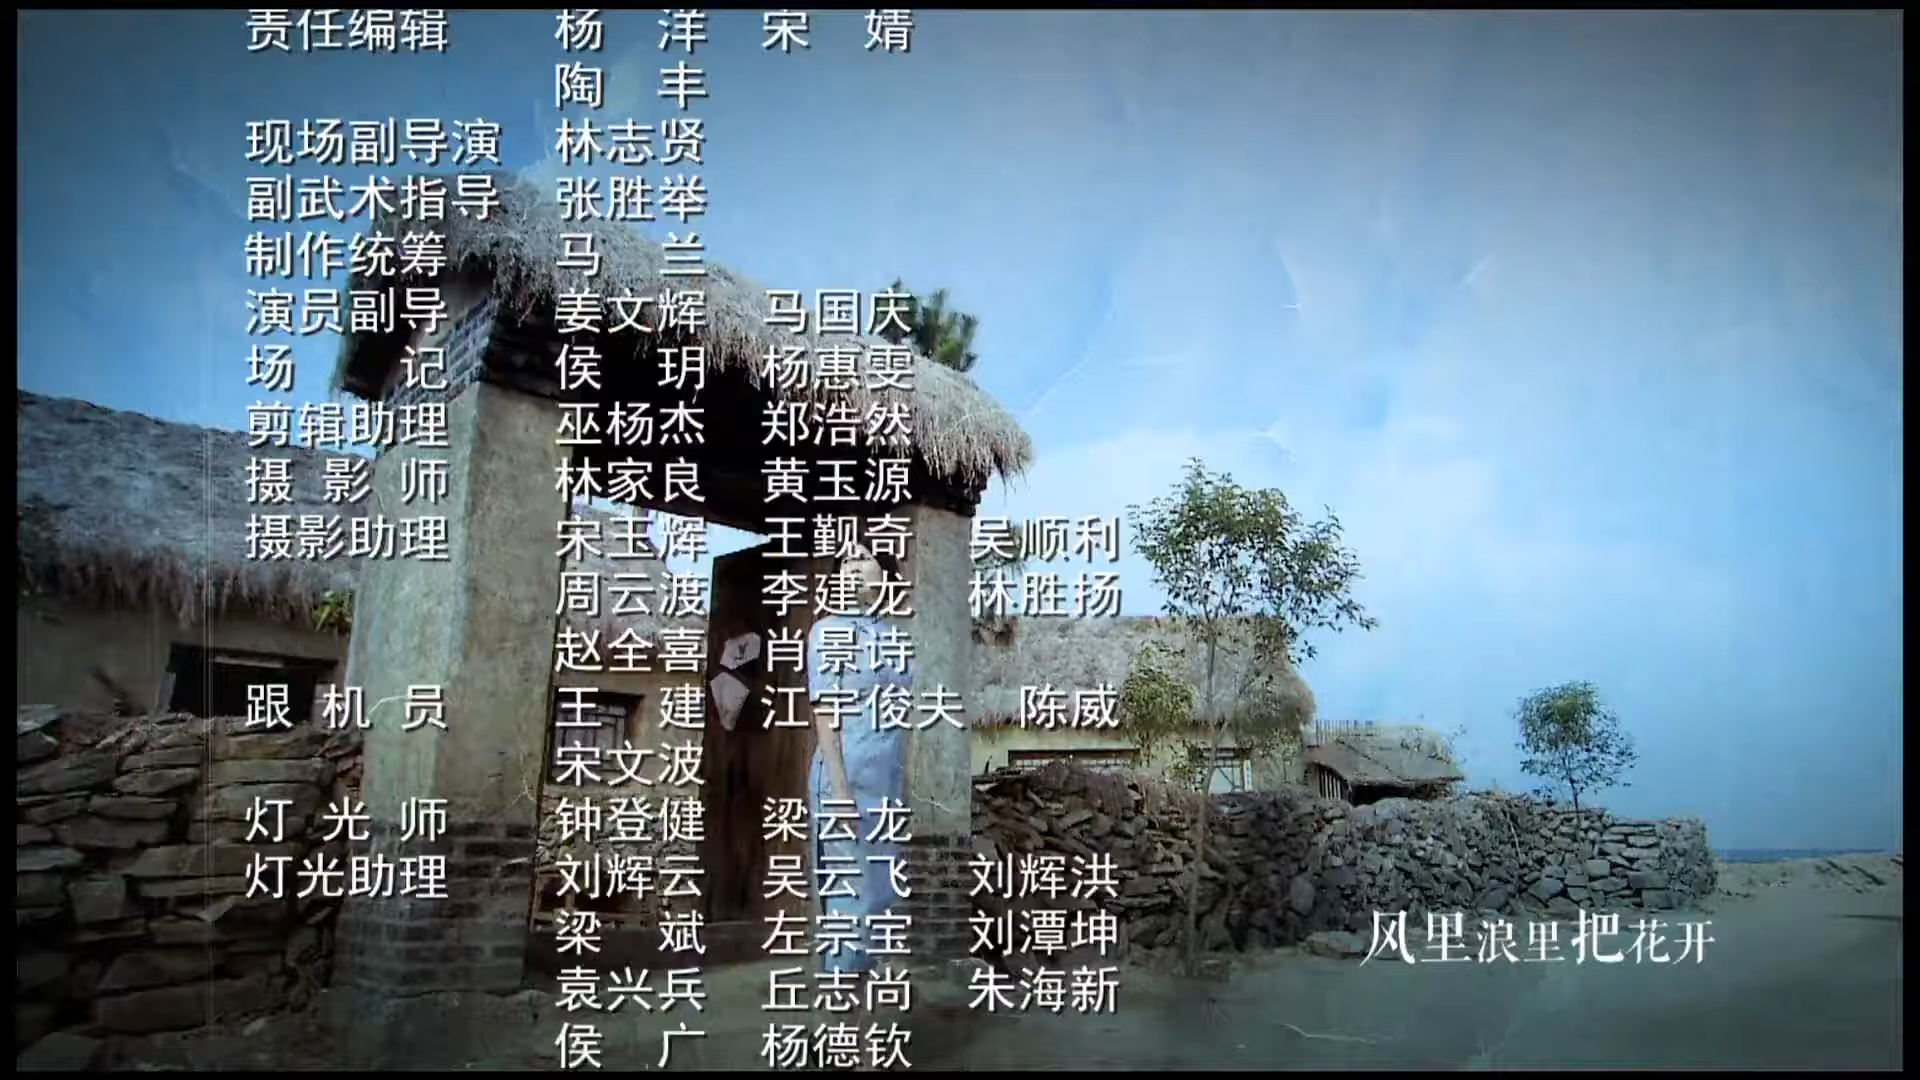 责任编辑 杨洋 宋婧
陶丰
现场副导演 林志贤
副武术指导 张胜举
制作统筹 马兰
演员副导 姜文辉 马国庆
场记 侯玥 杨惠雯
剪辑助理 巫杨杰 郑浩然
摄影师 林家良 黄玉源
摄影助理 宋玉辉 王觐奇 吴顺利
周云渡 李建龙 林胜扬
赵全喜 肖景诗
跟机员 王建 江宇俊夫 陈威
宋文波
灯光师 钟登健 梁云龙
灯光助理 刘辉云 吴云飞 刘辉洪
梁斌 左宗宝 刘潭坤
袁兴兵 丘志尚 朱海新
侯广 杨德钦
风里浪里把花开